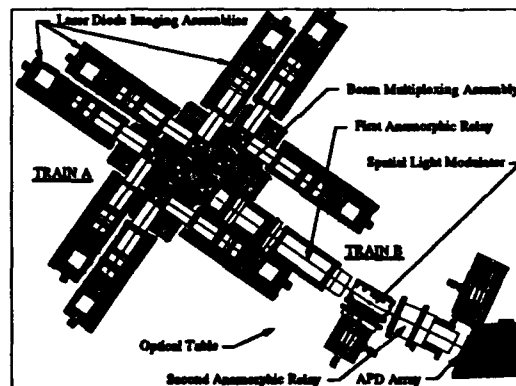 Laser Diode Imaging Assemblies
Beam Multiplexing Assembly
First Anamorphic Relay
Spatial Light Modulator
TRAIN A
TRAIN B
Optical Table
Second Anamorphic Relay
APD Array